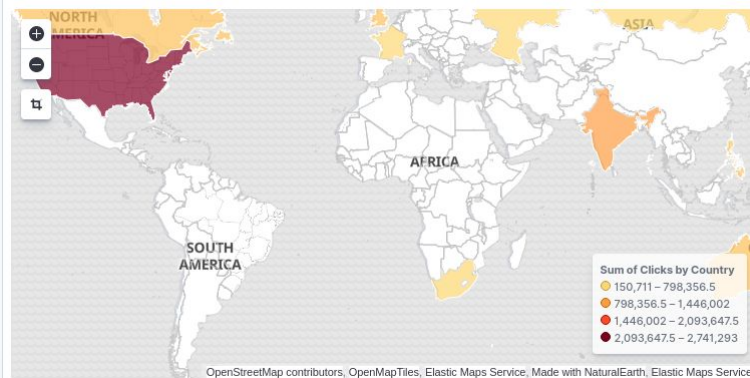 NORTH
AMERICA
ASIA
AFRICA
SOUTH
AMERICA
Sum of Clicks by Country
150,711 – 798,356.5
798,356.5 – 1,446,002
1,446,002 – 2,093,647.5
2,093,647.5 – 2,741,293
OpenStreetMap contributors, OpenMapTiles, Elastic Maps Service, Made with NaturalEarth, Elastic Maps Service